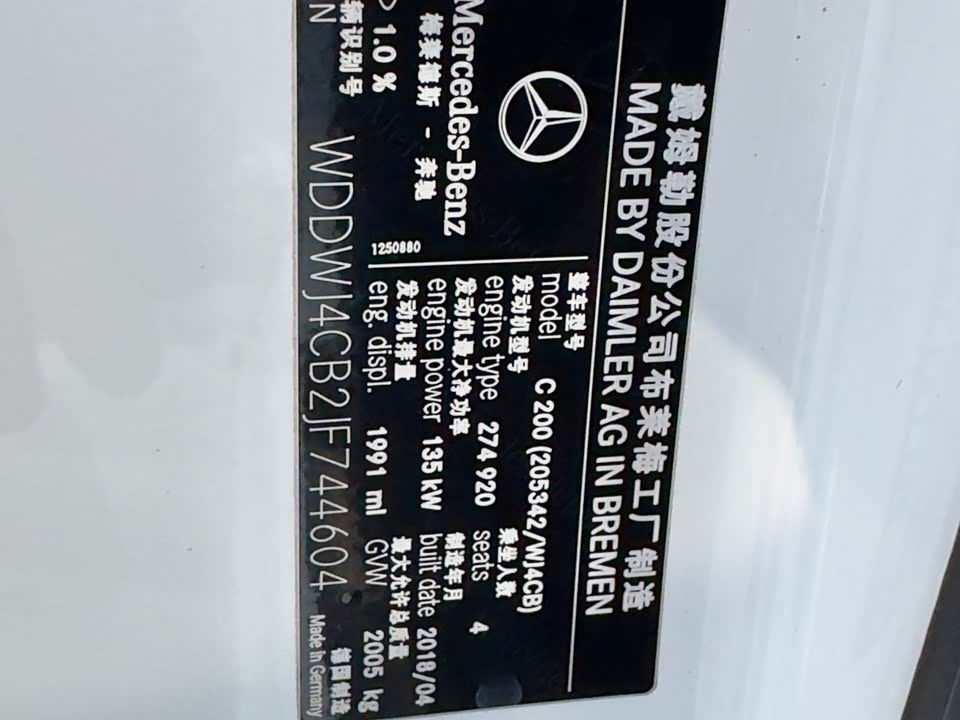 戴姆勒股份公司布莱梅工厂制造
MADE BY DAIMLER AG IN BREMEN
整车型号
model C 200 (205342/WJ4CB)
发动机型号 乘坐人数
engine type 274 920 seats 4
发动机最大净功率 制造年月
engine power 135 kW built date 2018/04
发动机排量 最大允许总质量
eng. displ. 1991 ml GVW 2005 kg
Mercedes-Benz
梅赛德斯 - 奔驰
1250880
1.0 %
辆识别号 德国制造
IN WDDWJ4CB2JF744604 Made In Germany